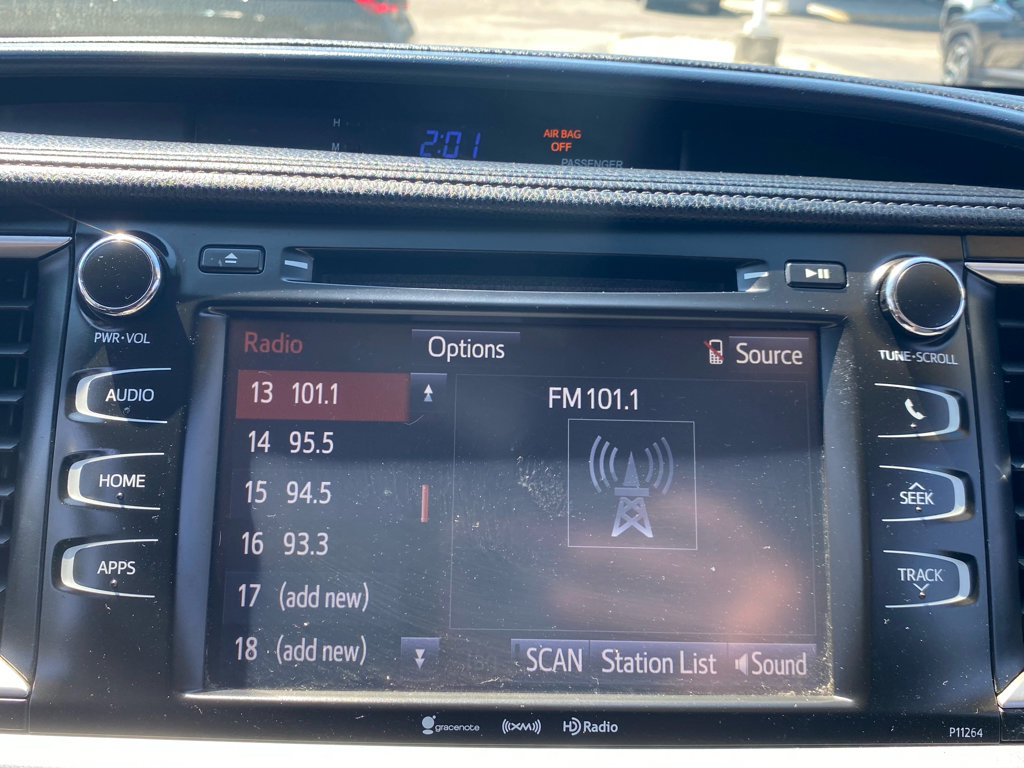 H
M
2:01
AIR BAG
OFF
PASSENGER
PWR•VOL
TUNE•SCROLL
AUDIO
HOME
APPS
SEEK
TRACK
Radio
Options
Source
13 101.1
14 95.5
15 94.5
16 93.3
17 (add new)
18 (add new)
FM 101.1
SCAN
Station List
Sound
gracenote
((XM))
HD Radio
P11264